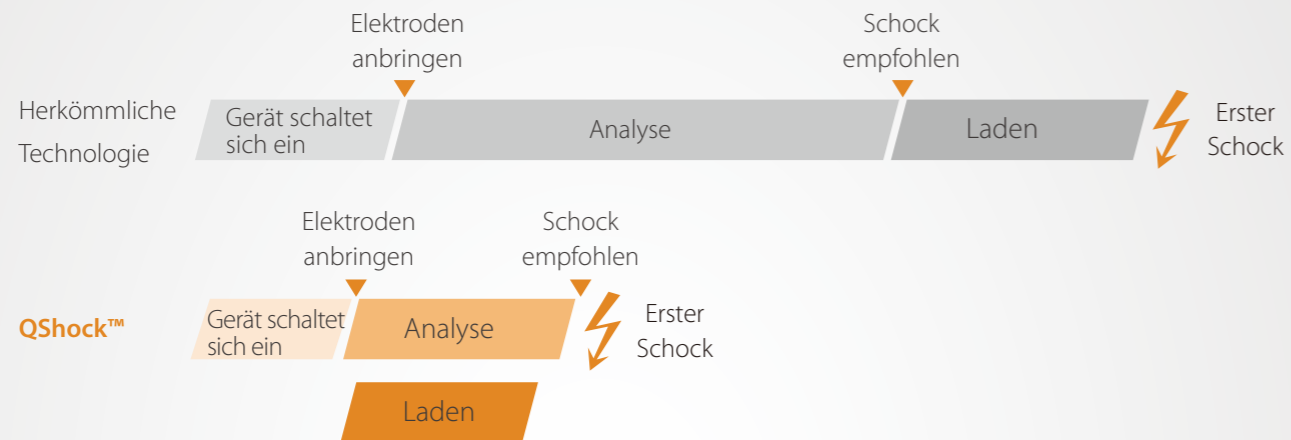 Elektroden
anbringen
Schock
empfohlen
Herkömmliche
Technologie
Gerät schaltet
sich ein
Analyse
Laden
Erster
Schock
Elektroden
anbringen
Schock
empfohlen
QShock™
Gerät schaltet
sich ein
Analyse
Erster
Schock
Laden